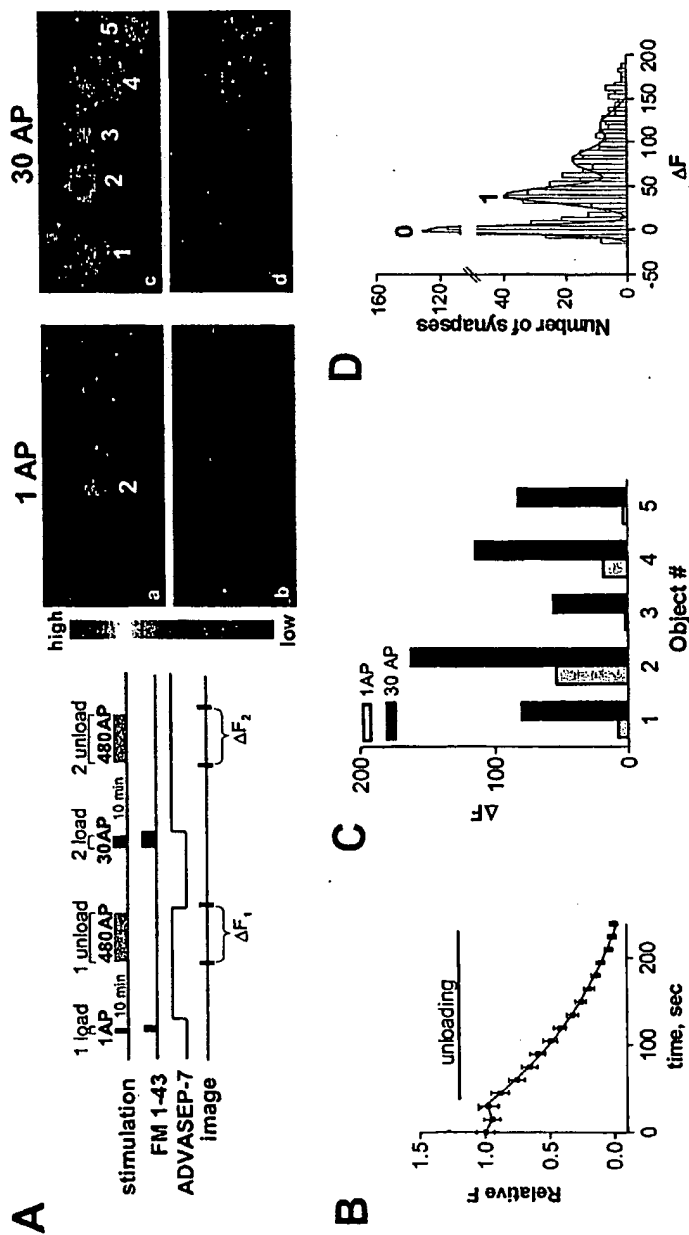 A
1 load
1 unload
2 load
2 unload
1AP
480AP
30AP
480AP
10 min
10 min
stimulation
FM 1-43
ADVASEP-7
image
ΔF1
ΔF2
high
low
1 AP
30 AP
a
2
b
c
1
2
3
4
5
d
B
Relative F
1.5
1.0
0.5
0.0
unloading
0
100
200
time, sec
C
ΔF
200
100
0
1AP
30 AP
1
2
3
4
5
Object #
D
Number of synapses
160
120
40
20
0
0
1
-50
0
50
100
150
200
ΔF